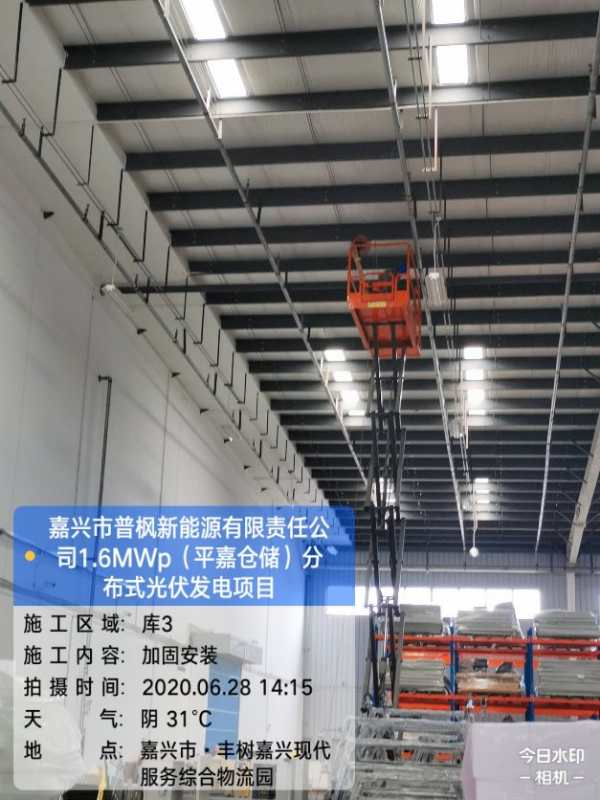 嘉兴市普枫新能源有限责任公
司1.6MWp（平嘉仓储）分
布式光伏发电项目
施工区域: 库3
施工内容: 加固安装
拍摄时间: 2020.06.28 14:15
天气: 阴 31℃
地点: 嘉兴市·丰树嘉兴现代
服务综合物流园
今日水印
－相机－